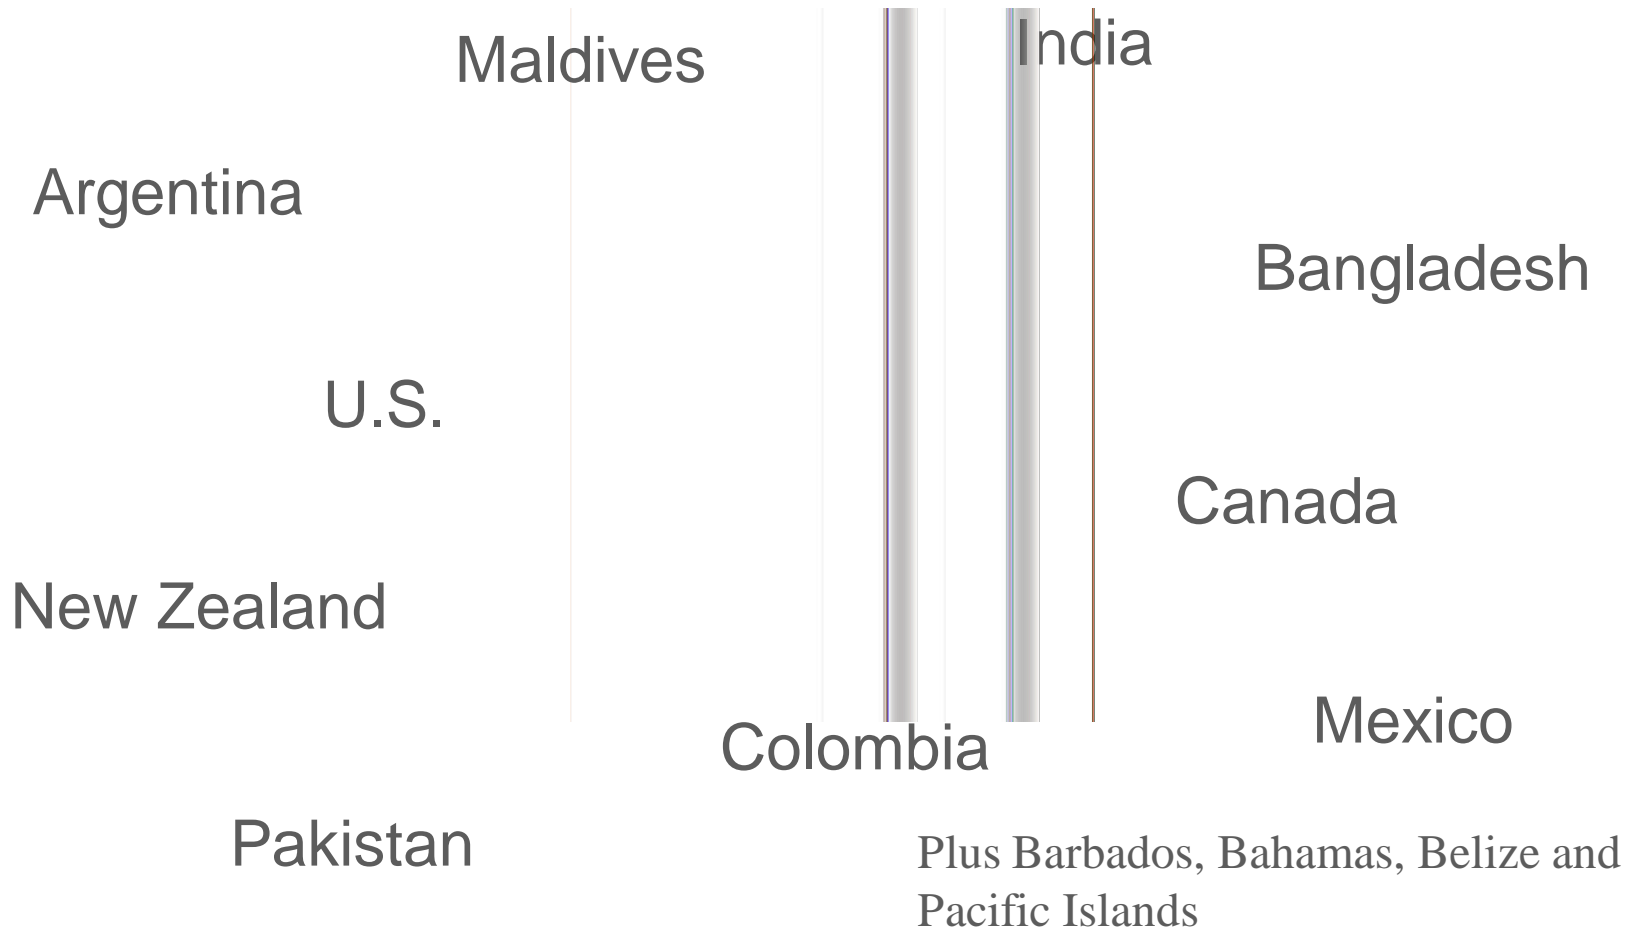 Maldives
India
Argentina
Bangladesh
U.S.
Canada
New Zealand
Mexico
Colombia
Pakistan
Plus Barbados, Bahamas, Belize and
Pacific Islands